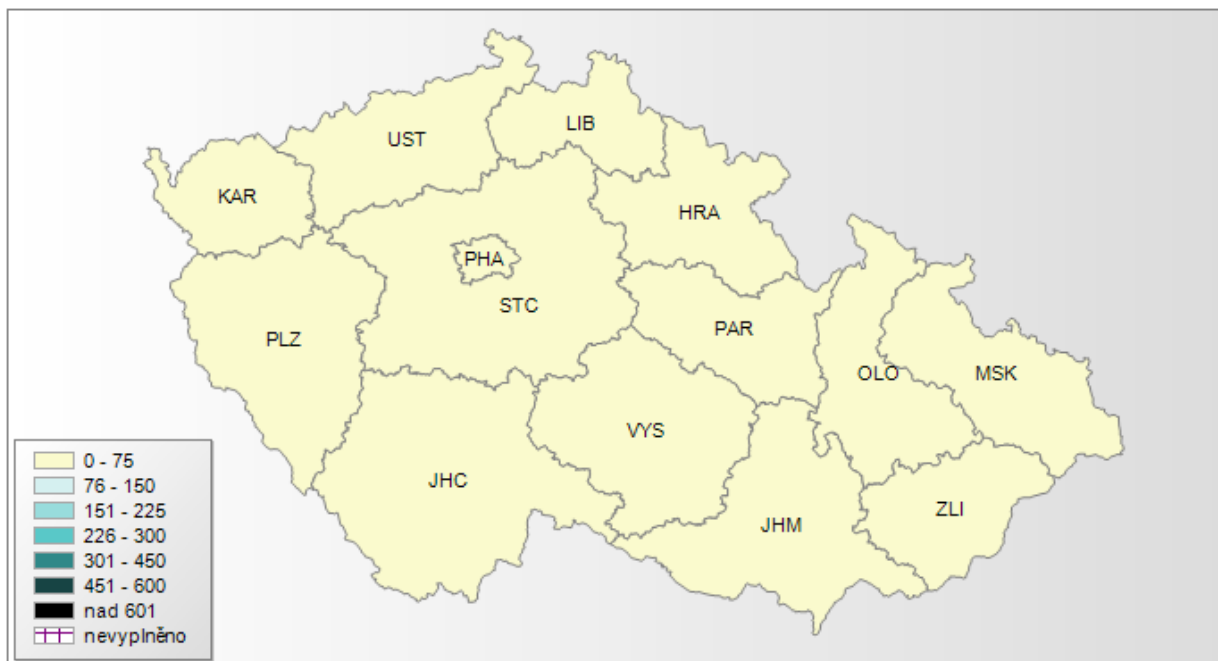 LIB
UST
KAR
HRA
PHA
STC
PAR
PLZ
OLO
MSK
VYS
JHC
ZLI
JHM
0 - 75
76 - 150
151 - 225
226 - 300
301 - 450
451 - 600
nad 601
nevyplněno